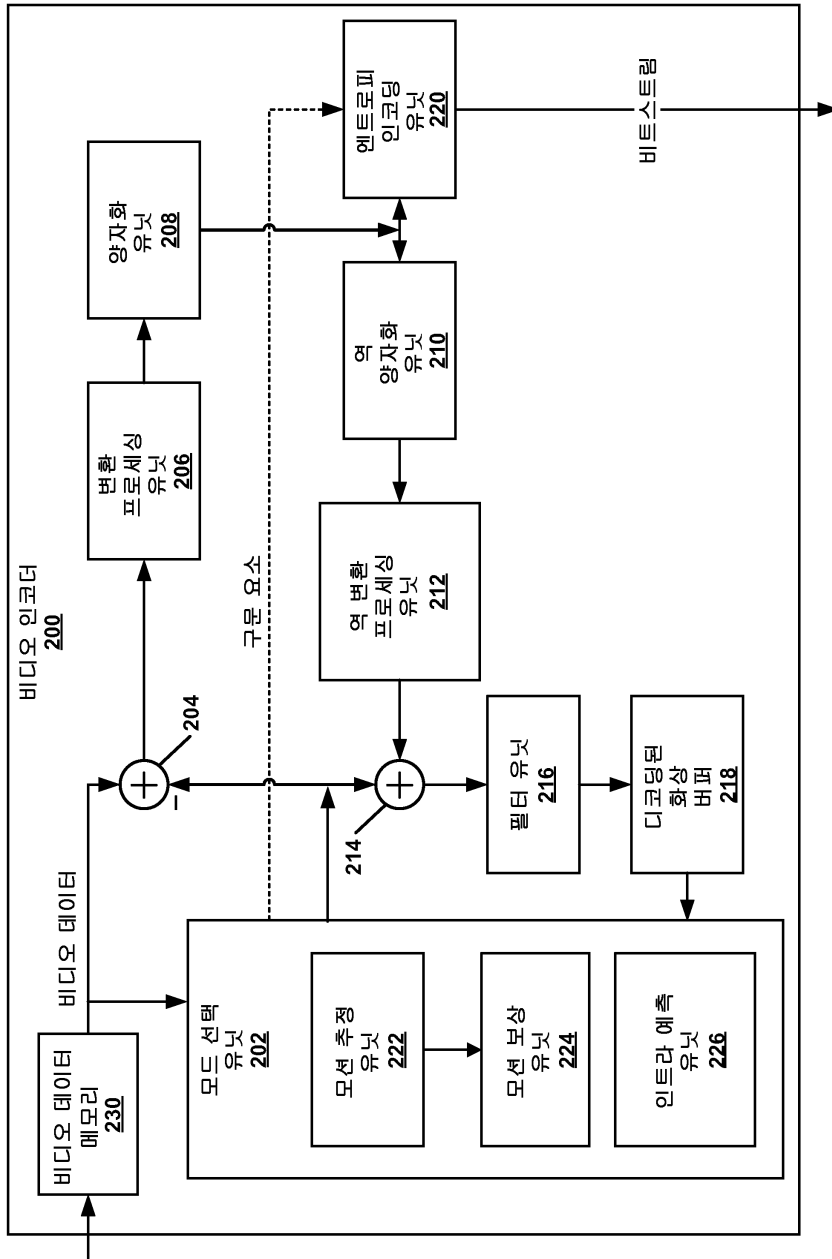 비디오 인코더
200
비디오 데이터
메모리
230
비디오 데이터
204
변환
프로세싱
유닛
206
양자화
유닛
208
구문 요소
모드 선택
유닛
202
모션 추정
유닛
222
모션 보상
유닛
224
인트라 예측
유닛
226
214
역 변환
프로세싱
유닛
212
역
양자화
유닛
210
엔트로피
인코딩
유닛
220
필터 유닛
216
디코딩된
화상
버퍼
218
비트스트림